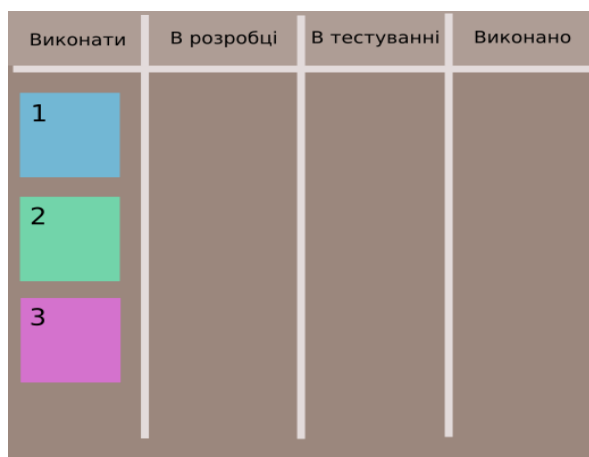 Виконати
В розробці
В тестуванні
Виконано
1
2
3